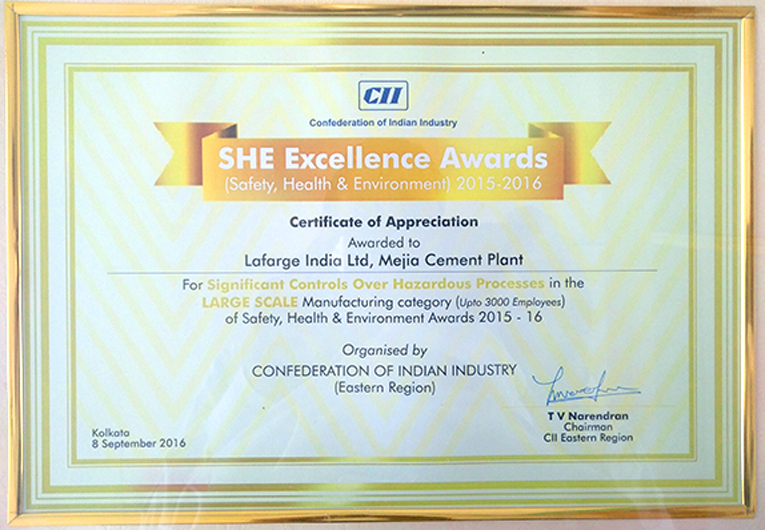 CII
Confederation of Indian Industry
SHE Excellence Awards
(Safety, Health & Environment) 2015-2016
Certificate of Appreciation
Awarded to
Lafarge India Ltd, Mejia Cement Plant
For Significant Controls Over Hazardous Processes in the
LARGE SCALE Manufacturing category (Upto 3000 Employees)
of Safety, Health & Environment Awards 2015 - 16
Organised by
CONFEDERATION OF INDIAN INDUSTRY
(Eastern Region)
T V Narendran
Chairman
CII Eastern Region
Kolkata
8 September 2016